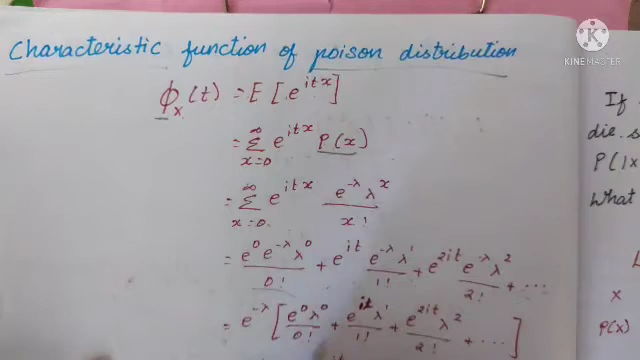 Characteristic function of poison distribution
KINEMASTER
ϕₓ(t) = E[e^{itx}]
= Σ_{x=0}^{∞} e^{itx} P(x)
= Σ_{x=0}^{∞} e^{itx} e^{-λ} λ^x / x!
= e^0 e^{-λ} λ^0 / 0! + e^{it} e^{-λ} λ^1 / 1! + e^{2it} e^{-λ} λ^2 / 2! + ...
= e^{-λ} [ e^0 λ^0 / 0! + e^{it} λ^1 / 1! + e^{2it} λ^2 / 2! + .... ]
If
die. s
P(|x
What
x
P(x)